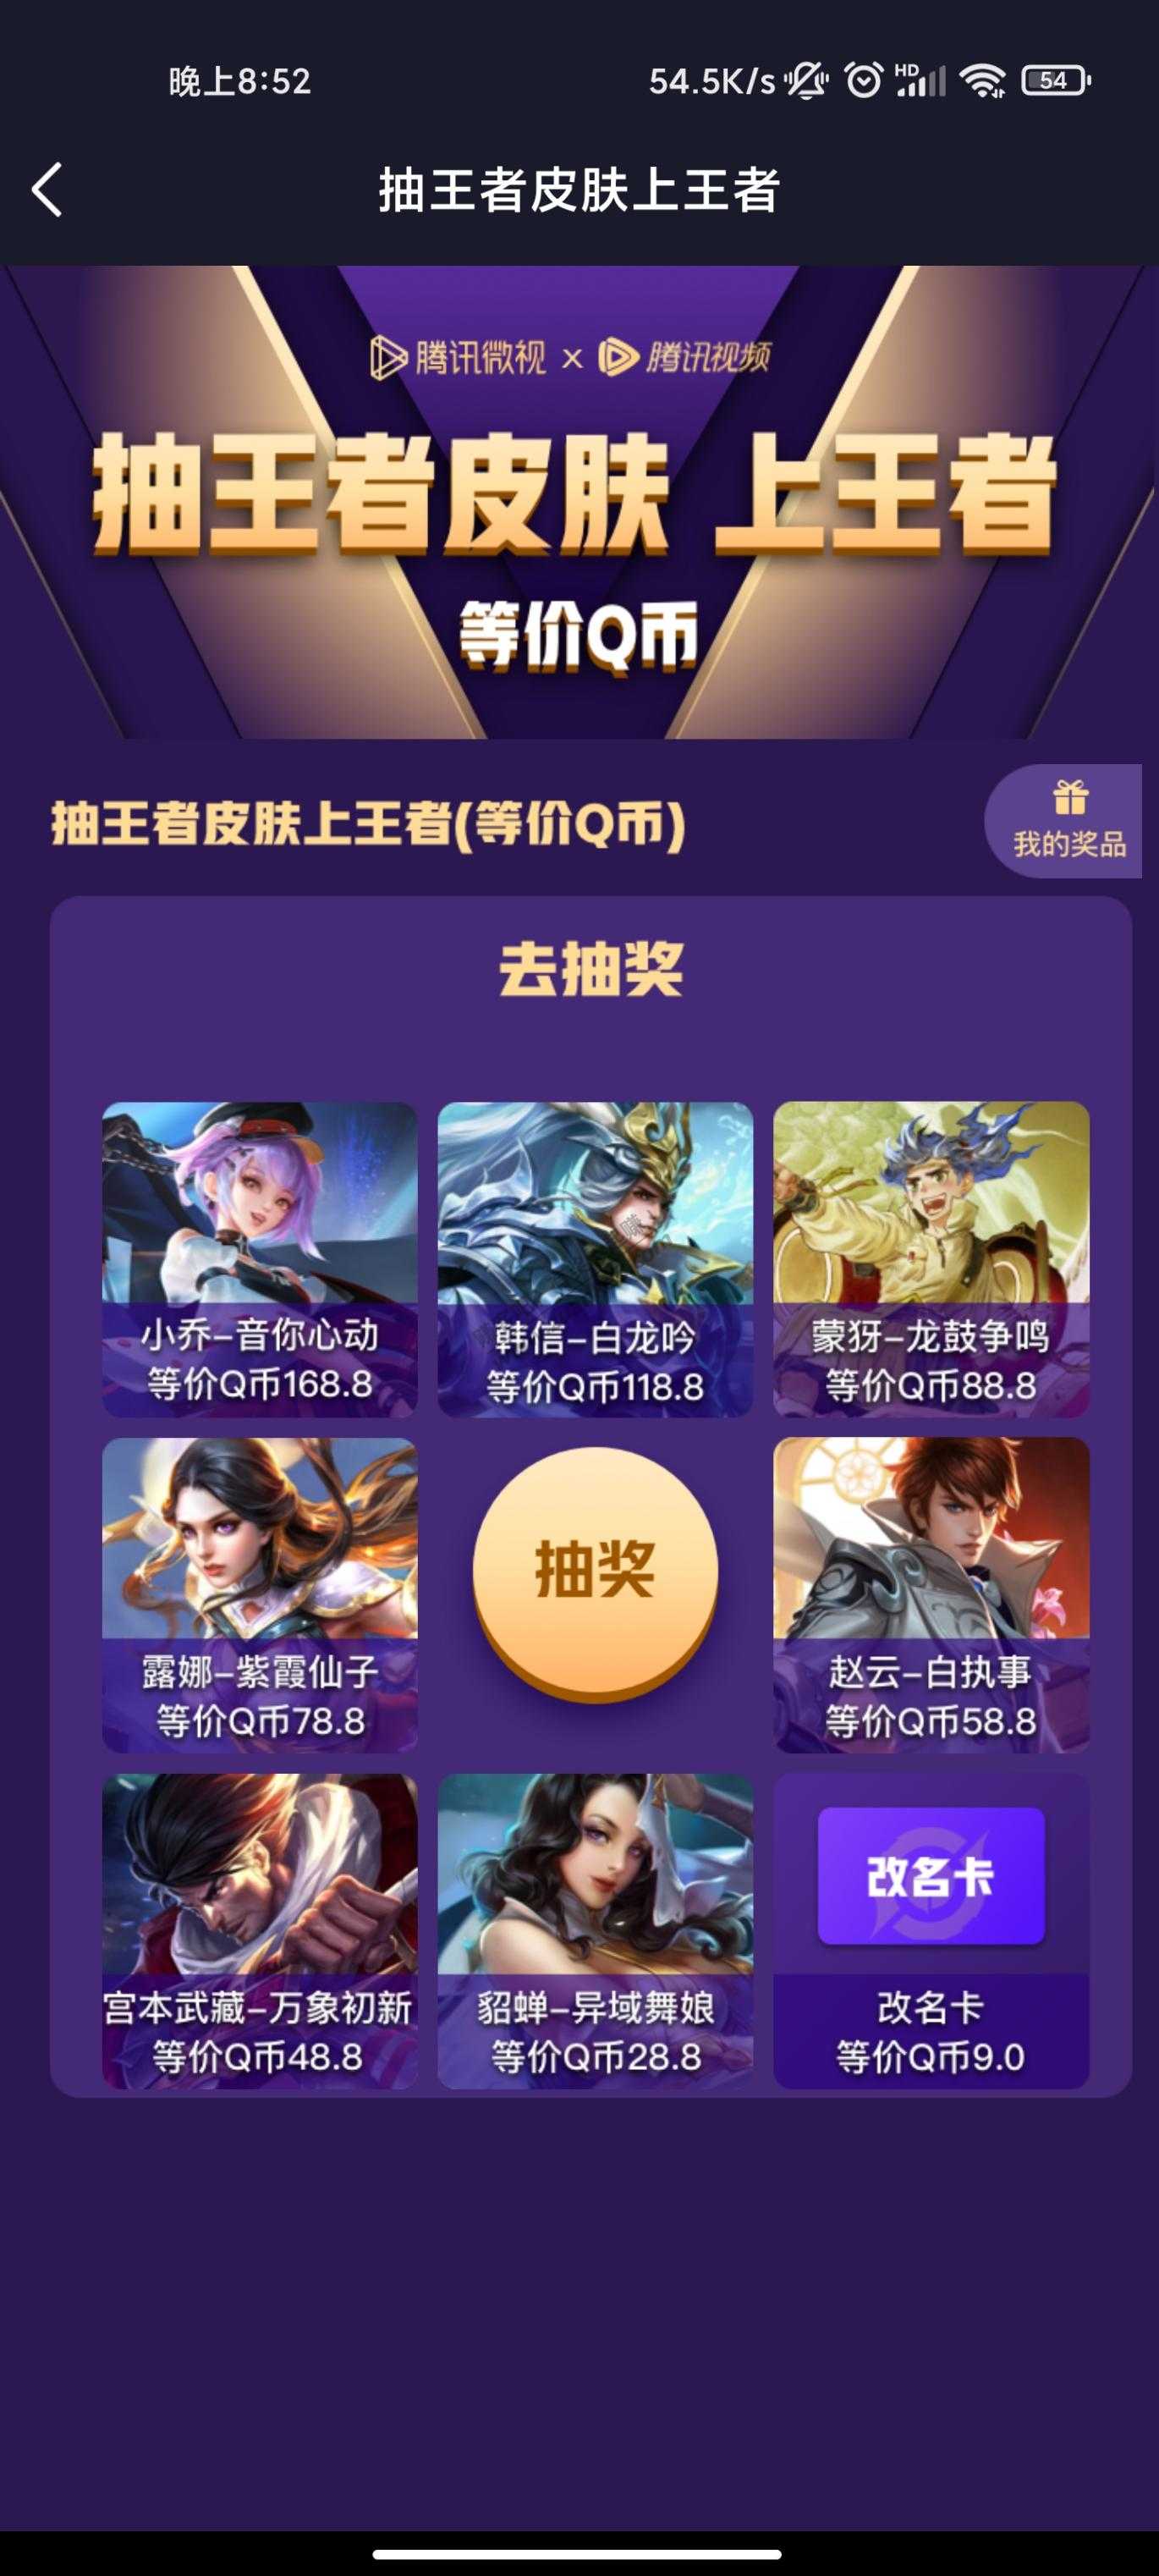 晚上8:52
54.5K/s
HD
54
抽王者皮肤上王者
腾讯微视 x 腾讯视频
抽王者皮肤 上王者
等价Q币
抽王者皮肤上王者(等价Q币)
我的奖品
去抽奖
小乔-音你心动
等价Q币168.8
韩信-白龙吟
等价Q币118.8
蒙犽-龙鼓争鸣
等价Q币88.8
露娜-紫霞仙子
等价Q币78.8
抽奖
赵云-白执事
等价Q币58.8
宫本武藏-万象初新
等价Q币48.8
貂蝉-异域舞娘
等价Q币28.8
改名卡
改名卡
等价Q币9.0